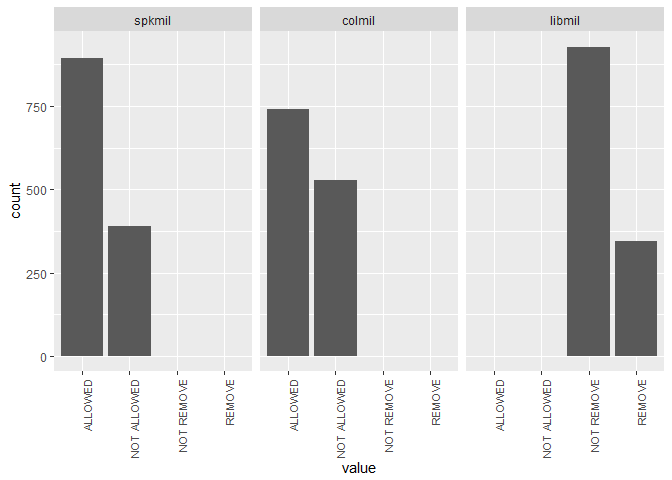 spkmil colmil libmil
750
500
250
0
count
ALLOWED NOT ALLOWED NOT REMOVE REMOVE ALLOWED NOT ALLOWED NOT REMOVE REMOVE ALLOWED NOT ALLOWED NOT REMOVE REMOVE
value